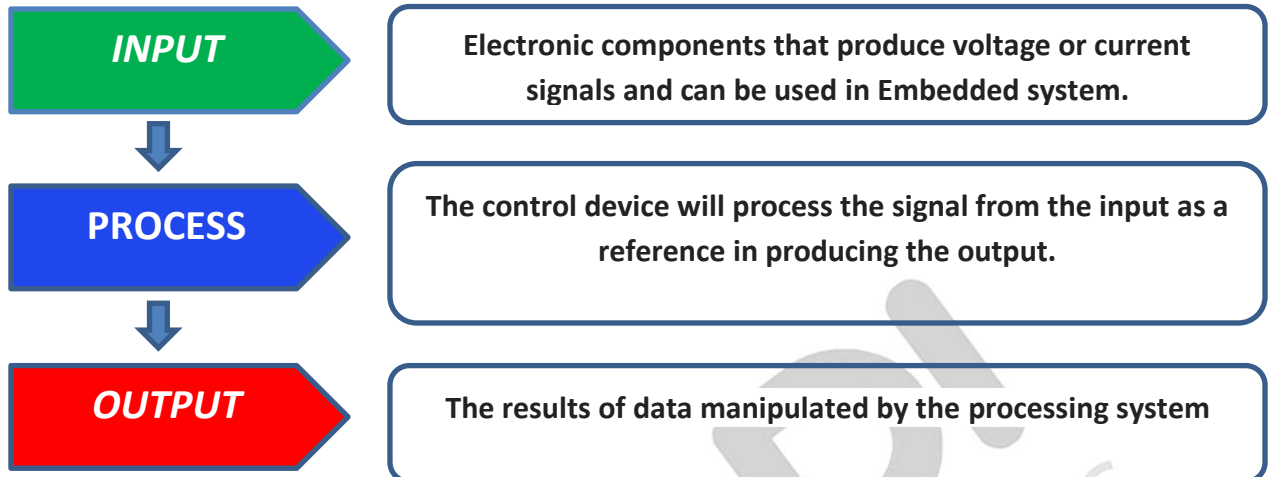 INPUT
Electronic components that produce voltage or current
signals and can be used in Embedded system.
PROCESS
The control device will process the signal from the input as a
reference in producing the output.
OUTPUT
The results of data manipulated by the processing system